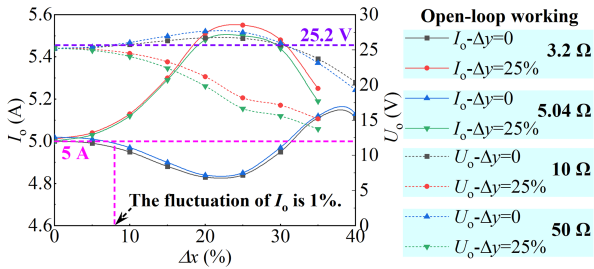 5.6
5.4
5.2
5.0
4.8
4.6
I_o (A)
0
10
20
30
40
Δx (%)
30
25
20
15
10
5
0
U_o (V)
25.2 V
5 A
The fluctuation of I_o is 1%.
Open-loop working
I_o-Δy=0
I_o-Δy=25%
3.2 Ω
I_o-Δy=0
I_o-Δy=25%
5.04 Ω
U_o-Δy=0
U_o-Δy=25%
10 Ω
U_o-Δy=0
U_o-Δy=25%
50 Ω